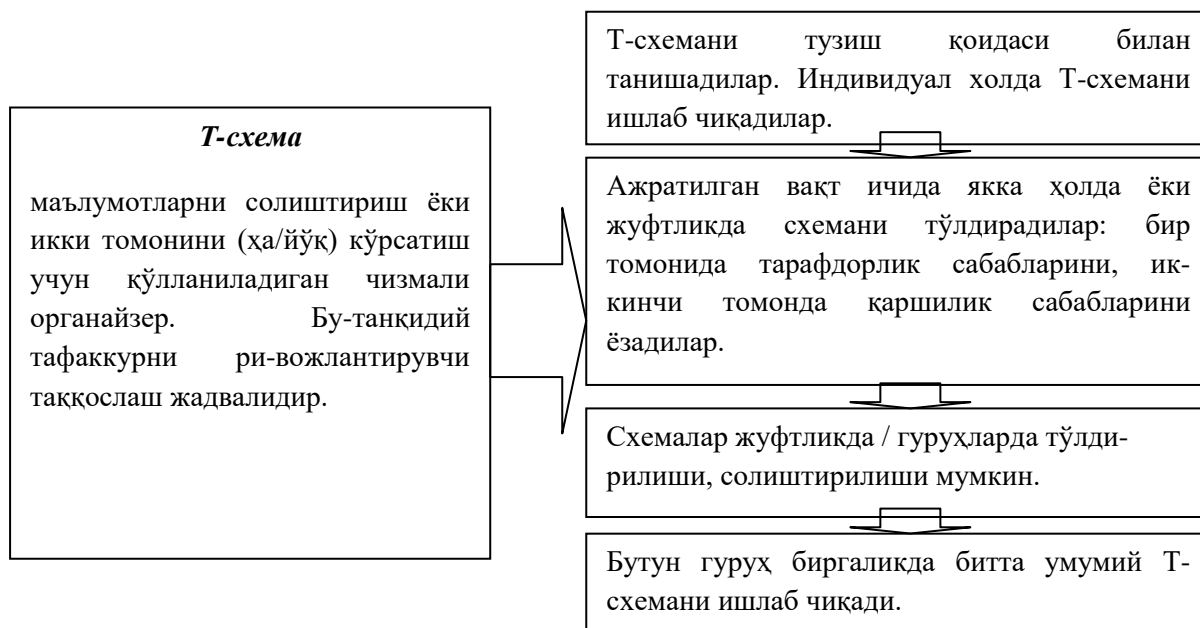 Т-схема
маълумотларни солиштириш ёки
икки томонини (ҳа/йўқ) кўрсатиш
учун қўлланиладиган чизмали
органайзер. Бу-танқидий
тафаккурни ри-вожлантирувчи
таққослаш жадвалидир.
Т-схемани тузиш қоидаси билан
танишадилар. Индивидуал холда Т-схемани
ишлаб чиқадилар.
Ажратилган вақт ичида якка ҳолда ёки
жуфтликда схемани тўлдирадилар: бир
томонида тарафдорлик сабабларини, ик-
кинчи томонда қаршилик сабабларини
ёзадилар.
Схемалар жуфтликда / гуруҳларда тўлди-
рилиши, солиштирилиши мумкин.
Бутун гуруҳ биргаликда битта умумий Т-
схемани ишлаб чиқади.